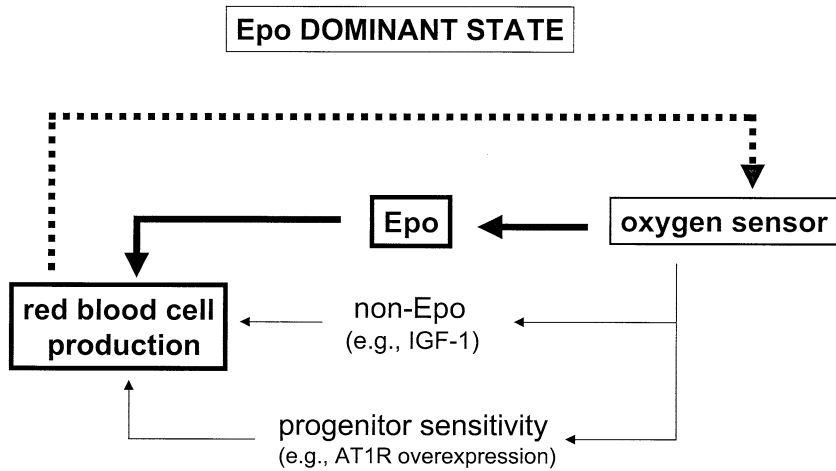 Epo DOMINANT STATE
Epo
oxygen sensor
red blood cell
production
non-Epo
(e.g., IGF-1)
progenitor sensitivity
(e.g., AT1R overexpression)